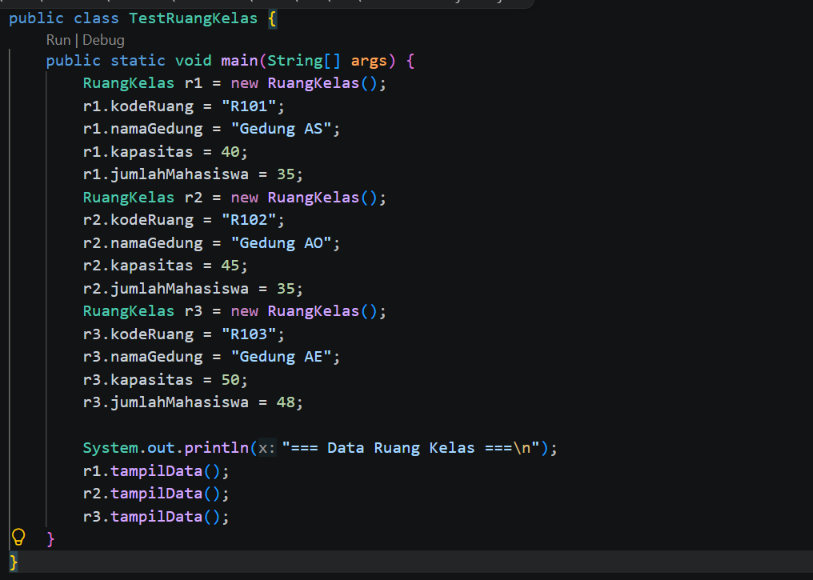 public class TestRuangKelas {
Run | Debug
public static void main(String[] args) {
RuangKelas r1 = new RuangKelas();
r1.kodeRuang = "R101";
r1.namaGedung = "Gedung AS";
r1.kapasitas = 40;
r1.jumlahMahasiswa = 35;
RuangKelas r2 = new RuangKelas();
r2.kodeRuang = "R102";
r2.namaGedung = "Gedung AO";
r2.kapasitas = 45;
r2.jumlahMahasiswa = 35;
RuangKelas r3 = new RuangKelas();
r3.kodeRuang = "R103";
r3.namaGedung = "Gedung AE";
r3.kapasitas = 50;
r3.jumlahMahasiswa = 48;
System.out.println(x: "=== Data Ruang Kelas ===\n");
r1.tampilData();
r2.tampilData();
r3.tampilData();
}
}